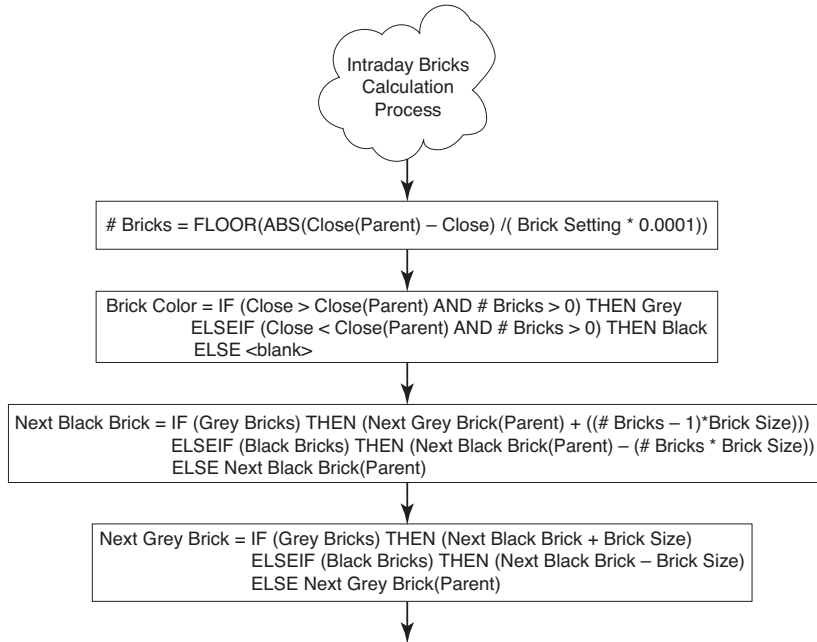 Intraday Bricks
Calculation
Process
# Bricks = FLOOR(ABS(Close(Parent) – Close) /( Brick Setting * 0.0001))
Brick Color = IF (Close > Close(Parent) AND # Bricks > 0) THEN Grey
ELSEIF (Close < Close(Parent) AND # Bricks > 0) THEN Black
ELSE <blank>
Next Black Brick = IF (Grey Bricks) THEN (Next Grey Brick(Parent) + ((# Bricks – 1)*Brick Size)))
ELSEIF (Black Bricks) THEN (Next Black Brick(Parent) – (# Bricks * Brick Size))
ELSE Next Black Brick(Parent)
Next Grey Brick = IF (Grey Bricks) THEN (Next Black Brick + Brick Size)
ELSEIF (Black Bricks) THEN (Next Black Brick – Brick Size)
ELSE Next Grey Brick(Parent)